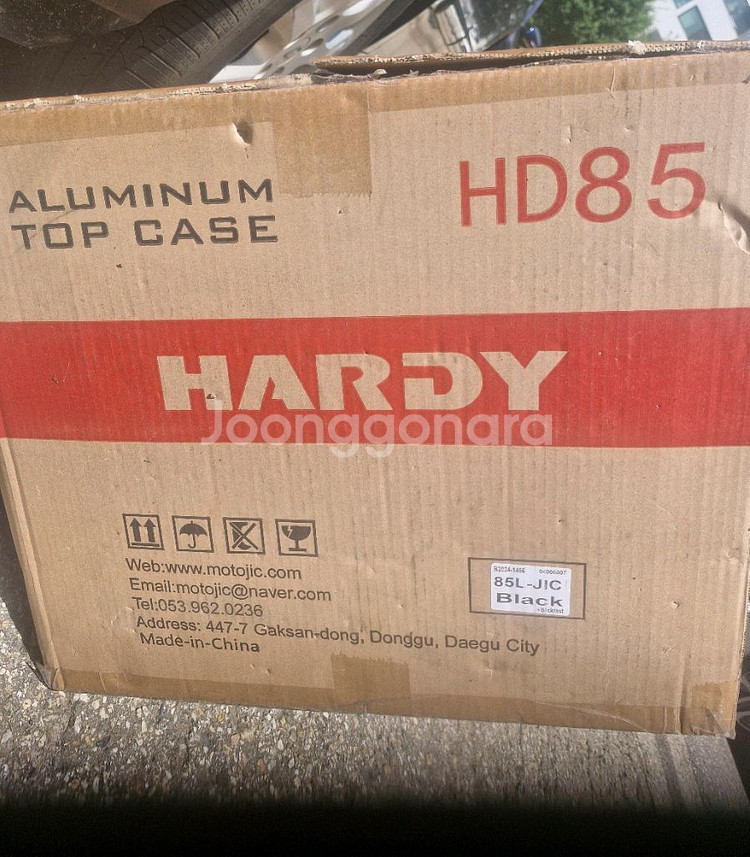 ALUMINUM
TOP CASE
HD85
HARDY
Joonggonara
Web:www.motojic.com
Email:motojic@naver.com
Tel:053.962.0236
Address: 447-7 Gaksan-dong, Donggu, Daegu City
Made-in-China
85L-JIC
Black